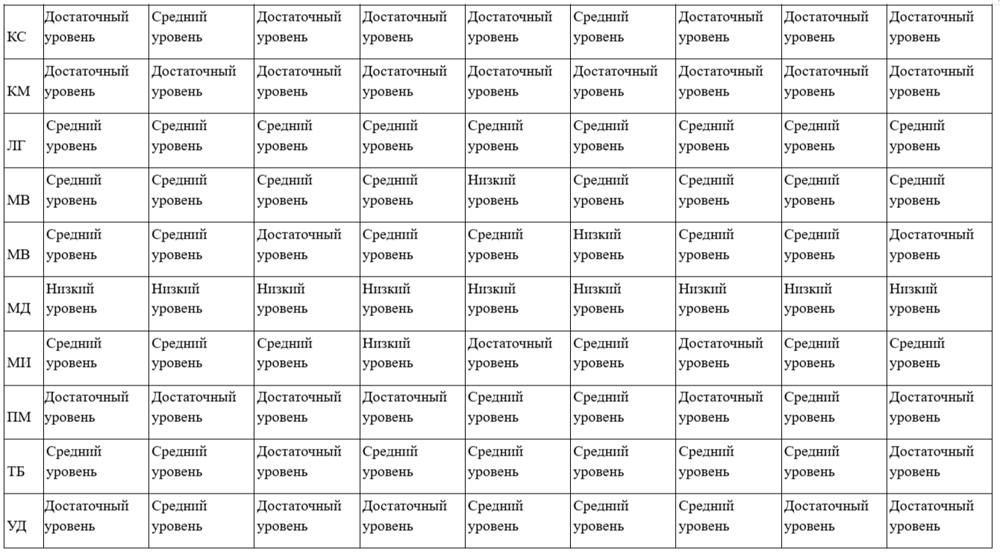 Достаточный Средний Достаточный Достаточный Достаточный Средний Достаточный Достаточный Достаточный
КС уровень уровень уровень уровень уровень уровень уровень уровень уровень
Достаточный Достаточный Достаточный Достаточный Достаточный Достаточный Достаточный Достаточный Достаточный
КМ уровень уровень уровень уровень уровень уровень уровень уровень уровень
Средний Средний Средний Средний Средний Средний Средний Средний Средний
ЛГ уровень уровень уровень уровень уровень уровень уровень уровень уровень
Средний Средний Средний Средний Низкий Средний Средний Средний Средний
МВ уровень уровень уровень уровень уровень уровень уровень уровень уровень
Средний Средний Достаточный Средний Средний Низкий Средний Средний Достаточный
МВ уровень уровень уровень уровень уровень уровень уровень уровень уровень
Низкий Низкий Низкий Низкий Низкий Низкий Низкий Низкий Низкий
МД уровень уровень уровень уровень уровень уровень уровень уровень уровень
Средний Средний Средний Низкий Достаточный Средний Достаточный Средний Средний
МИ уровень уровень уровень уровень уровень уровень уровень уровень уровень
Достаточный Достаточный Достаточный Достаточный Средний Средний Достаточный Средний Достаточный
ПМ уровень уровень уровень уровень уровень уровень уровень уровень уровень
Средний Средний Достаточный Средний Средний Средний Средний Средний Достаточный
ТБ уровень уровень уровень уровень уровень уровень уровень уровень уровень
Достаточный Средний Достаточный Достаточный Средний Средний Средний Достаточный Достаточный
УД уровень уровень уровень уровень уровень уровень уровень уровень уровень